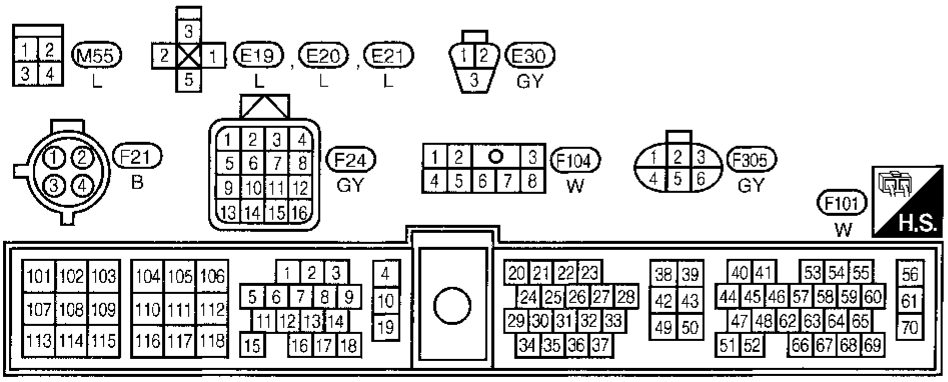 3
1 2 M55 2 1 E19 , E20 , E21 1 2 E30
3 4 L 5 L L L 3 GY
1 2 F21 1 2 3 4 F24 1 2 3 F104 1 2 3 F305
3 4 B 5 6 7 8 GY 4 5 6 7 8 W 4 5 6 GY
9 10 11 12
13 14 15 16
F101 W H.S.
101 102 103 104 105 106 1 2 3 4 20 21 22 23 38 39 40 41 53 54 55 56
5 6 7 8 9 10 24 25 26 27 28 42 43 44 45 46 57 58 59 60 61
107 108 109 110 111 112 11 12 13 14 19 29 30 31 32 33 49 50 47 48 62 63 64 65 70
113 114 115 116 117 118 15 16 17 18 34 35 36 37 51 52 66 67 68 69